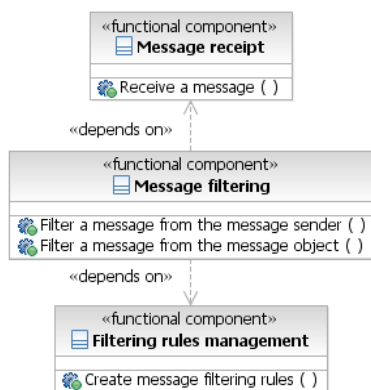 «functional component»
Message receipt
Receive a message ( )
«depends on»
«functional component»
Message filtering
Filter a message from the message sender ( )
Filter a message from the message object ( )
«depends on»
«functional component»
Filtering rules management
Create message filtering rules ( )